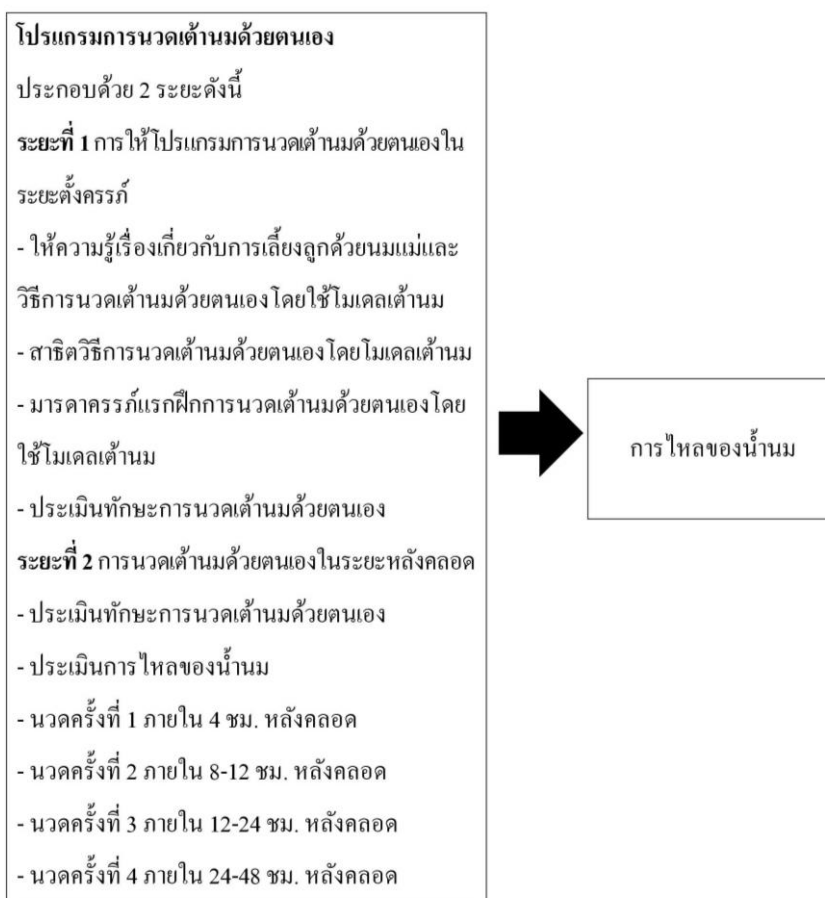 โปรแกรมการนวดเต้านมด้วยตนเอง
ประกอบด้วย 2 ระยะดังนี้
ระยะที่ 1 การให้โปรแกรมการนวดเต้านมด้วยตนเองใน
ระยะตั้งครรภ์
- ให้ความรู้เรื่องเกี่ยวกับการเลี้ยงลูกด้วยนมแม่และ
วิธีการนวดเต้านมด้วยตนเอง โดยใช้โมเดลเต้านม
- สาธิตวิธีการนวดเต้านมด้วยตนเอง โดยโมเดลเต้านม
- มารดาครรภ์แรกฝึกการนวดเต้านมด้วยตนเอง โดย
ใช้โมเดลเต้านม
- ประเมินทักษะการนวดเต้านมด้วยตนเอง
ระยะที่ 2 การนวดเต้านมด้วยตนเองในระยะหลังคลอด
- ประเมินทักษะการนวดเต้านมด้วยตนเอง
- ประเมินการไหลของน้ำนม
- นวดครั้งที่ 1 ภายใน 4 ชม. หลังคลอด
- นวดครั้งที่ 2 ภายใน 8-12 ชม. หลังคลอด
- นวดครั้งที่ 3 ภายใน 12-24 ชม. หลังคลอด
- นวดครั้งที่ 4 ภายใน 24-48 ชม. หลังคลอด
การไหลของน้ำนม